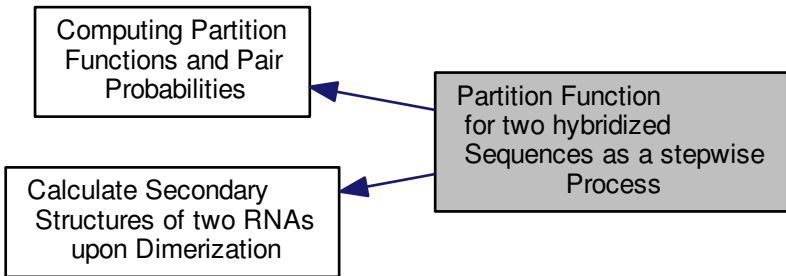 Computing Partition
Functions and Pair
Probabilities
Partition Function
for two hybridized
Sequences as a stepwise
Process
Calculate Secondary
Structures of two RNAs
upon Dimerization